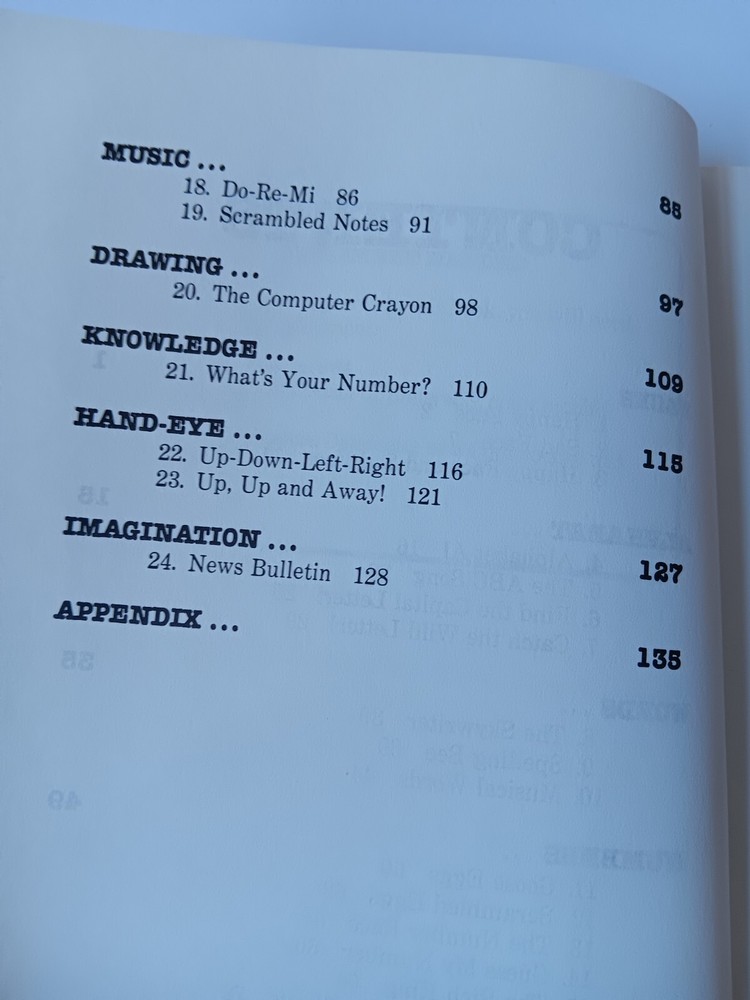 MUSIC ... 85
18. Do-Re-Mi 86
19. Scrambled Notes 91
DRAWING ... 97
20. The Computer Crayon 98
KNOWLEDGE ... 109
21. What's Your Number? 110
HAND-EYE ... 115
22. Up-Down-Left-Right 116
23. Up, Up and Away! 121
IMAGINATION ... 127
24. News Bulletin 128
APPENDIX ... 135